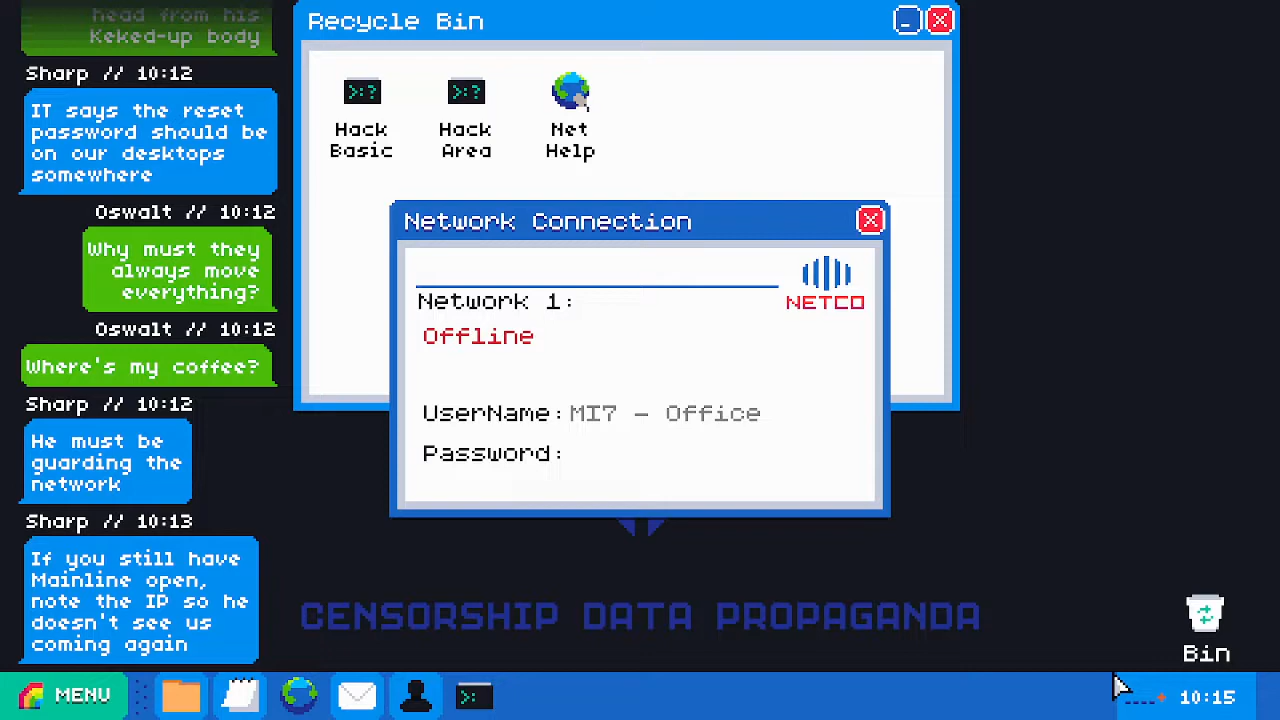 head from his
Keked-up body
Sharp // 10:12
IT says the reset
password should be
on our desktops
somewhere
Oswalt // 10:12
Why must they
always move
everything?
Oswalt // 10:12
Where's my coffee?
Sharp // 10:12
He must be
guarding the
network
Sharp // 10:13
If you still have
Mainline open,
note the IP so he
doesn't see us
coming again
Recycle Bin
>:?
Hack
Basic
>:?
Hack
Area
Net
Help
Network Connection
NETCO
Network 1:
Offline
UserName: MI7 - Office
Password:
CENSORSHIP DATA PROPAGANDA
Bin
MENU
>:
10:15